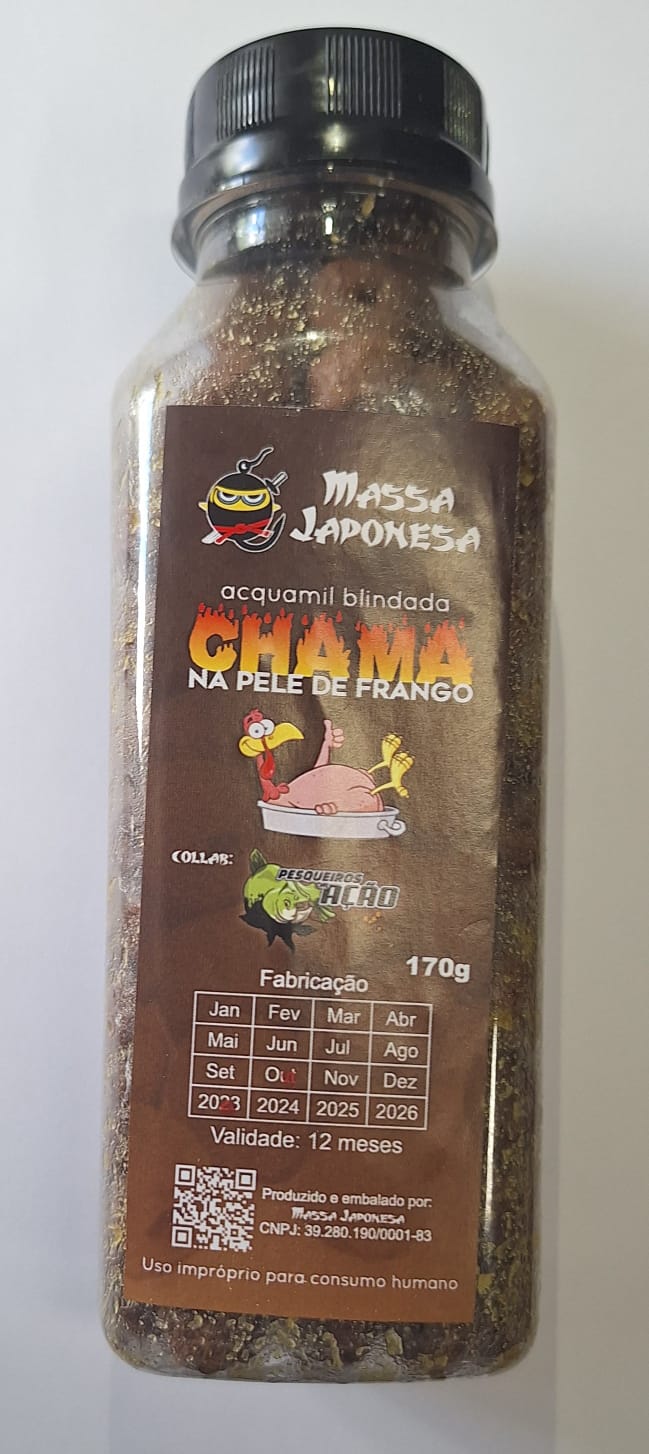 Massa
Japonesa
acquamil blindada
CHAMA
NA PELE DE FRANGO
COLLAB:
PESQUEIROS
EM AÇÃO
170g
Fabricação
Jan Fev Mar Abr
Mai Jun Jul Ago
Set Out Nov Dez
2023 2024 2025 2026
Validade: 12 meses
Produzido e embalado por:
Massa Japonesa
CNPJ: 39.280.190/0001-83
Uso impróprio para consumo humano